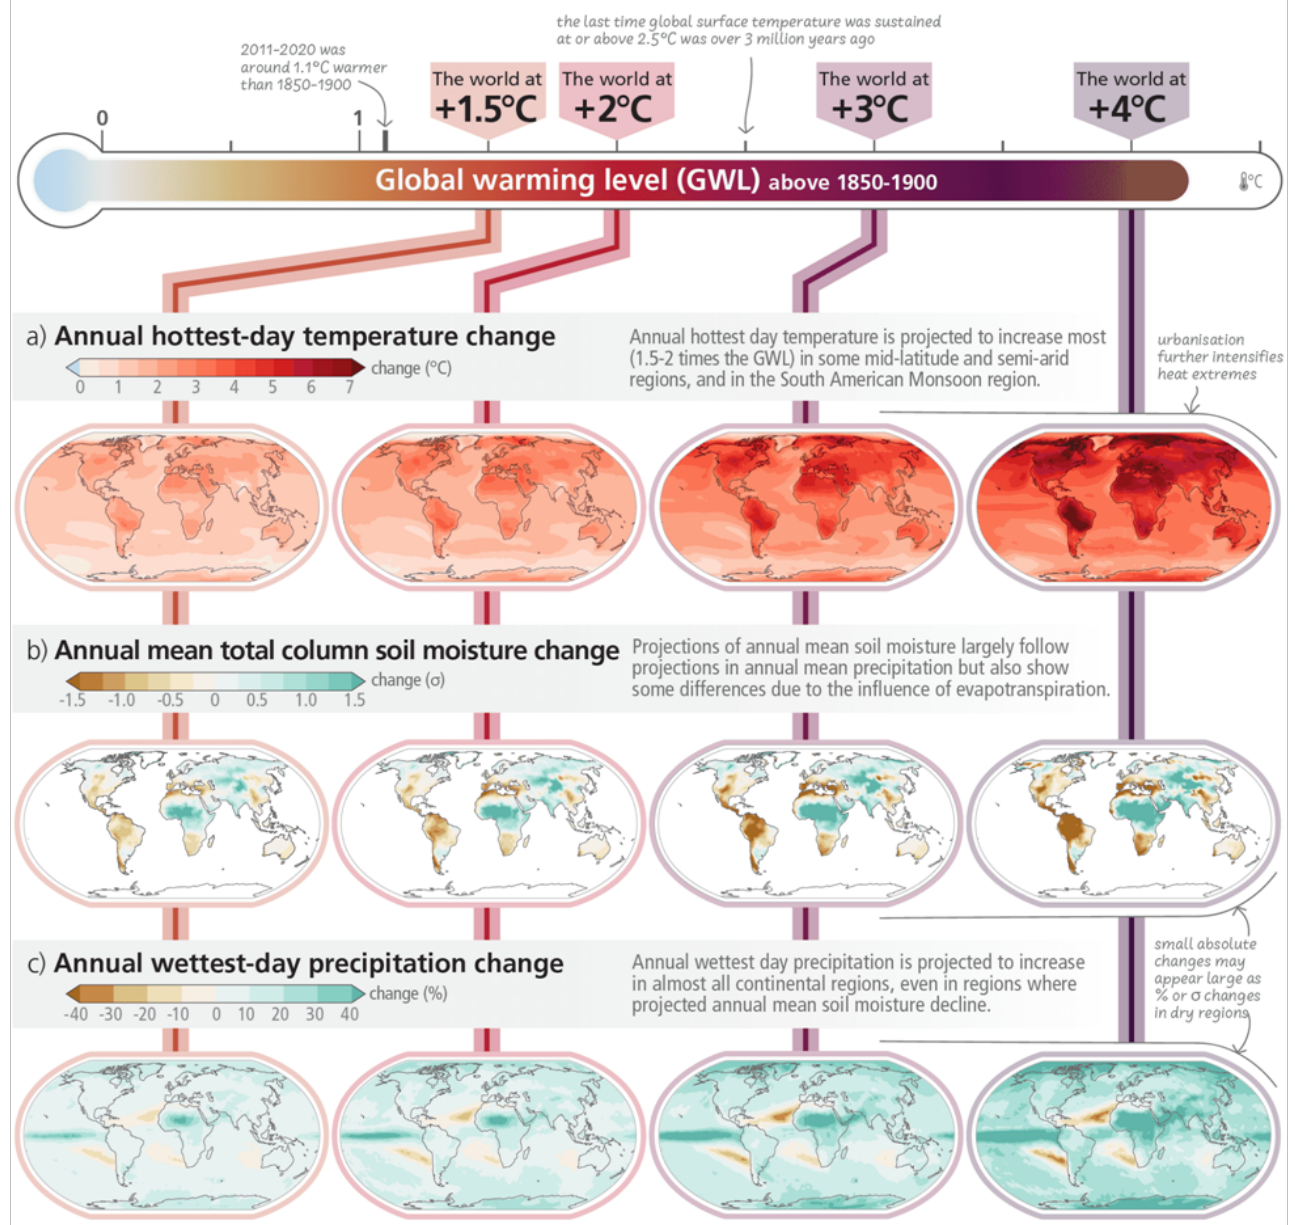 the last time global surface temperature was sustained
at or above 2.5°C was over 3 million years ago
2011-2020 was
around 1.1°C warmer
than 1850-1900
The world at
+1.5°C
The world at
+2°C
The world at
+3°C
The world at
+4°C
0
1
Global warming level (GWL) above 1850-1900
°C
a) Annual hottest-day temperature change
change (°C)
0 1 2 3 4 5 6 7
Annual hottest day temperature is projected to increase most
(1.5-2 times the GWL) in some mid-latitude and semi-arid
regions, and in the South American Monsoon region.
urbanisation
further intensifies
heat extremes
b) Annual mean total column soil moisture change
change (σ)
-1.5 -1.0 -0.5 0 0.5 1.0 1.5
Projections of annual mean soil moisture largely follow
projections in annual mean precipitation but also show
some differences due to the influence of evapotranspiration.
c) Annual wettest-day precipitation change
change (%)
-40 -30 -20 -10 0 10 20 30 40
Annual wettest day precipitation is projected to increase
in almost all continental regions, even in regions where
projected annual mean soil moisture decline.
small absolute
changes may
appear large as
% or σ changes
in dry regions